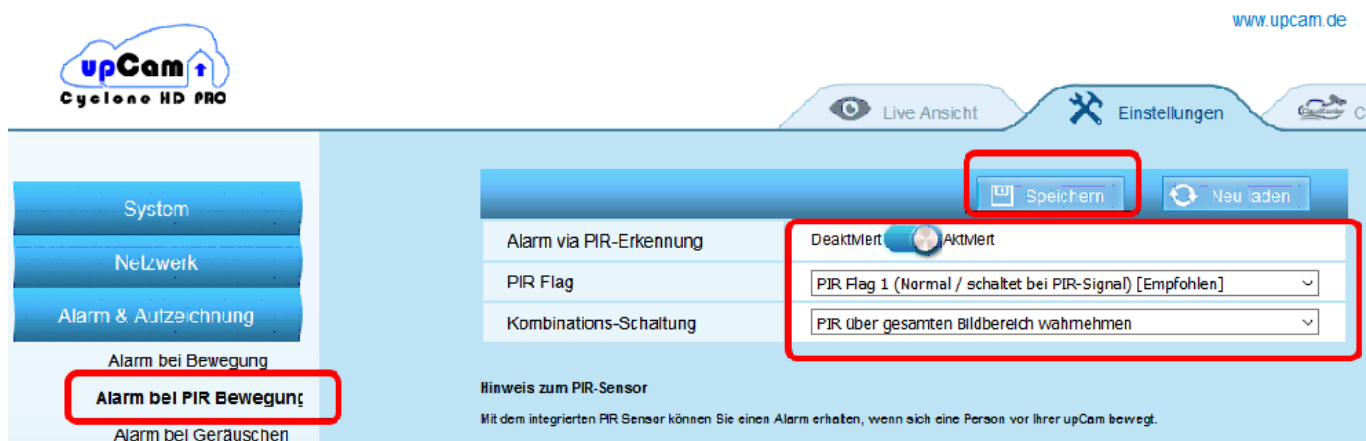 www.upcam.de
upCam
Cyclone HD PRO
Live Ansicht
Einstellungen
C
System
Netzwerk
Alarm & Aufzeichnung
Alarm bei Bewegung
Alarm bei PIR Bewegung
Alarm bei Geräuschen
Speichern
Neu laden
Alarm via PIR-Erkennung
Deaktiviert Aktiviert
PIR Flag
PIR Flag 1 (Normal / schaltet bei PIR-Signal) [Empfohlen]
Kombinations-Schaltung
PIR über gesamten Bildbereich wahrnehmen
Hinweis zum PIR-Sensor
Mit dem integrierten PIR Sensor können Sie einen Alarm erhalten, wenn sich eine Person vor Ihrer upCam bewegt.